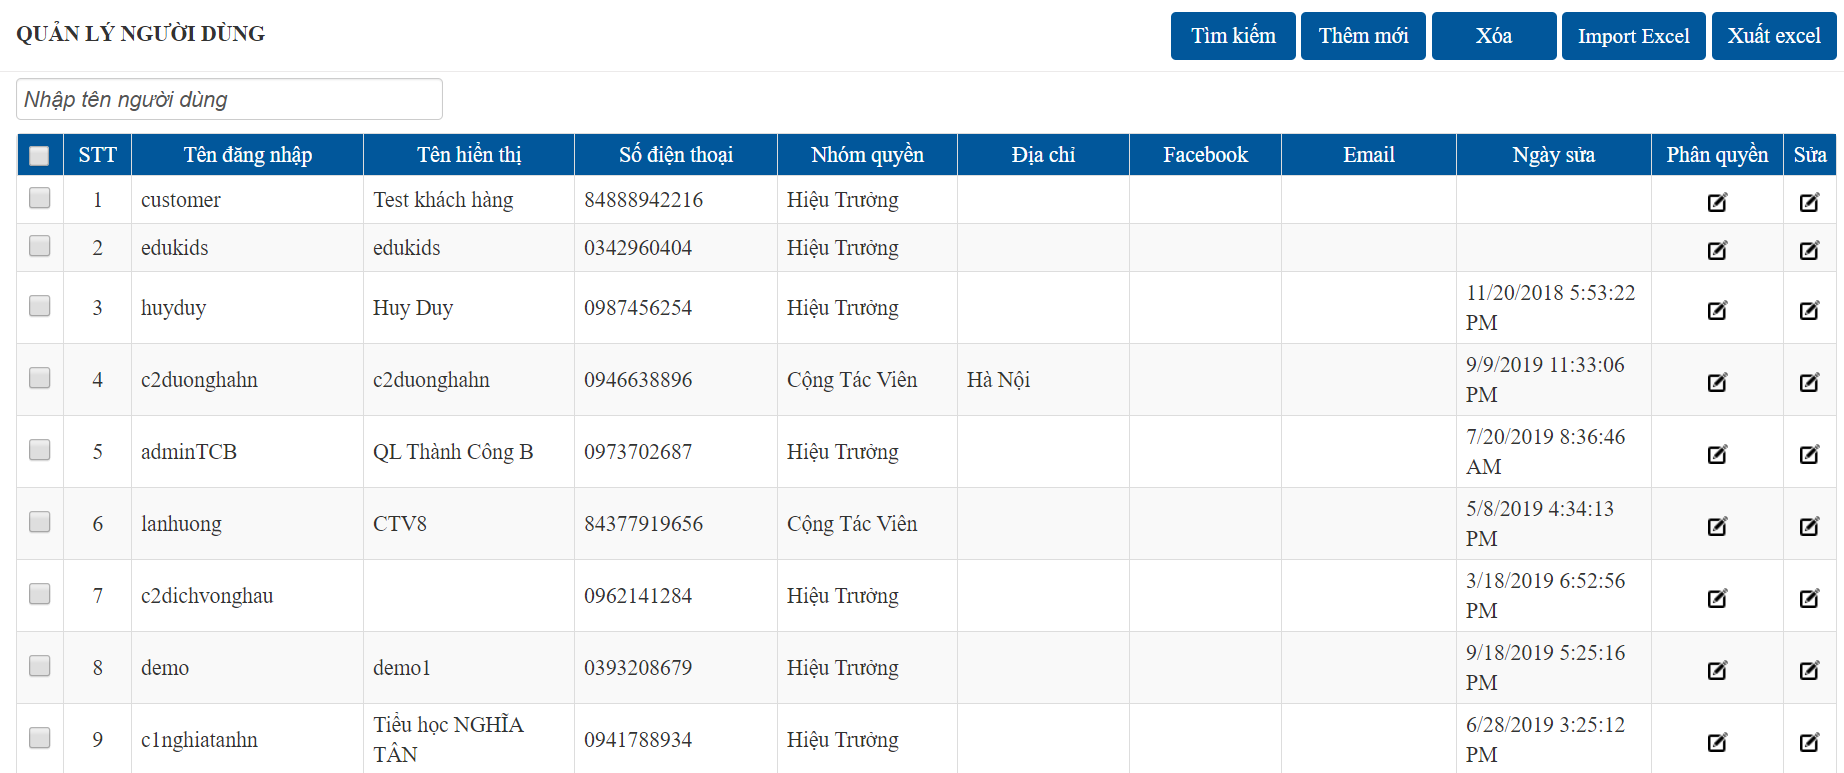 QUẢN LÝ NGƯỜI DÙNG
Tìm kiếm Thêm mới Xóa Import Excel Xuất excel
Nhập tên người dùng
STT Tên đăng nhập Tên hiển thị Số điện thoại Nhóm quyền Địa chỉ Facebook Email Ngày sửa Phân quyền Sửa
1 customer Test khách hàng 84888942216 Hiệu Trưởng
2 edukids edukids 0342960404 Hiệu Trưởng
3 huyduy Huy Duy 0987456254 Hiệu Trưởng 11/20/2018 5:53:22
PM
4 c2duonghahn c2duonghahn 0946638896 Cộng Tác Viên Hà Nội 9/9/2019 11:33:06
PM
5 adminTCB QL Thành Công B 0973702687 Hiệu Trưởng 7/20/2019 8:36:46
AM
6 lanhuong CTV8 84377919656 Cộng Tác Viên 5/8/2019 4:34:13
PM
7 c2dichvonghau 0962141284 Hiệu Trưởng 3/18/2019 6:52:56
PM
8 demo demo1 0393208679 Hiệu Trưởng 9/18/2019 5:25:16
PM
9 c1nghiatanhn Tiểu học NGHĨA 0941788934 Hiệu Trưởng 6/28/2019 3:25:12
TÂN PM